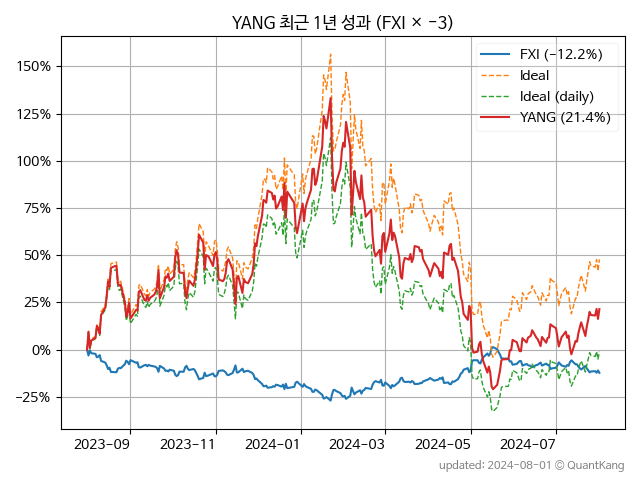 YANG 최근 1년 성과 (FXI × −3)
FXI (−12.2%)
Ideal
Ideal (daily)
YANG (21.4%)
150%
125%
100%
75%
50%
25%
0%
−25%
2023-09 2023-11 2024-01 2024-03 2024-05 2024-07
updated: 2024-08-01 © QuantKang